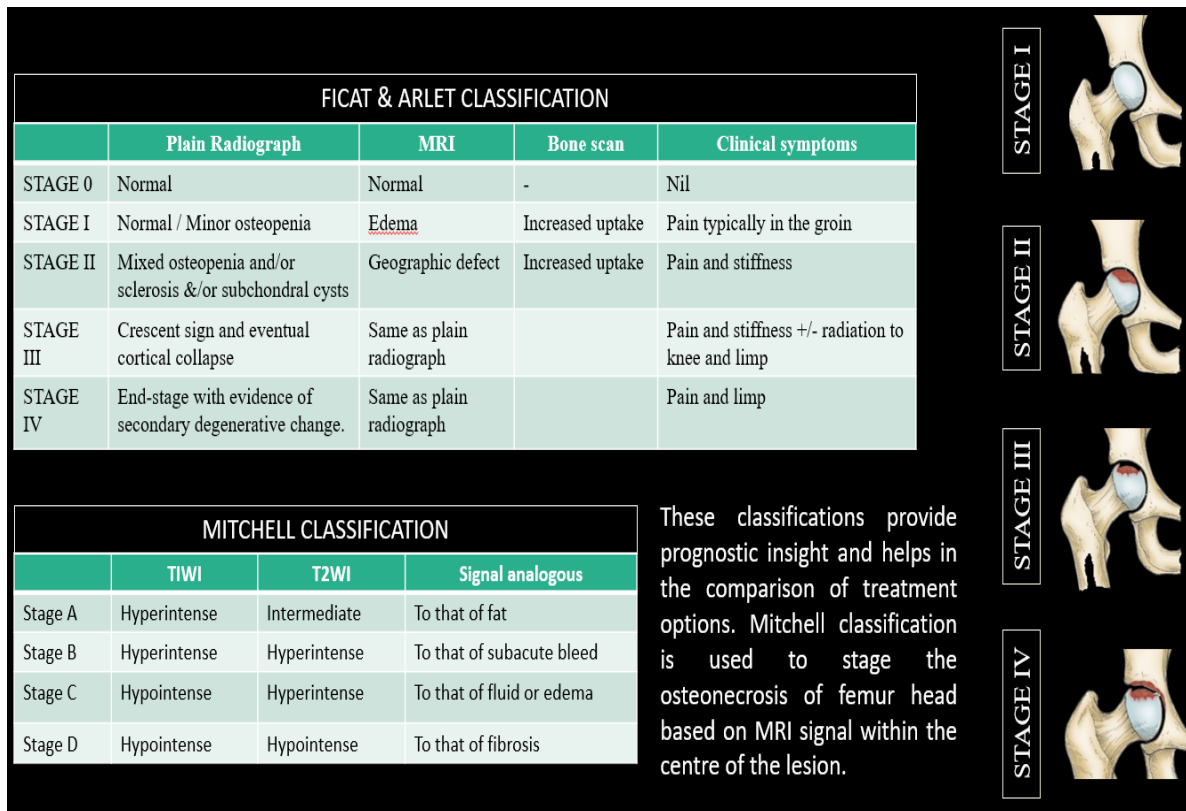 FICAT & ARLET CLASSIFICATION
Plain Radiograph MRI Bone scan Clinical symptoms
STAGE 0 Normal Normal - Nil
STAGE I Normal / Minor osteopenia Edema Increased uptake Pain typically in the groin
STAGE II Mixed osteopenia and/or sclerosis &/or subchondral cysts Geographic defect Increased uptake Pain and stiffness
STAGE III Crescent sign and eventual cortical collapse Same as plain radiograph Pain and stiffness +/- radiation to knee and limp
STAGE IV End-stage with evidence of secondary degenerative change. Same as plain radiograph Pain and limp
MITCHELL CLASSIFICATION
TIWI T2WI Signal analogous
Stage A Hyperintense Intermediate To that of fat
Stage B Hyperintense Hyperintense To that of subacute bleed
Stage C Hypointense Hyperintense To that of fluid or edema
Stage D Hypointense Hypointense To that of fibrosis
These classifications provide
prognostic insight and helps in
the comparison of treatment
options. Mitchell classification
is used to stage the
osteonecrosis of femur head
based on MRI signal within the
centre of the lesion.
STAGE I
STAGE II
STAGE III
STAGE IV